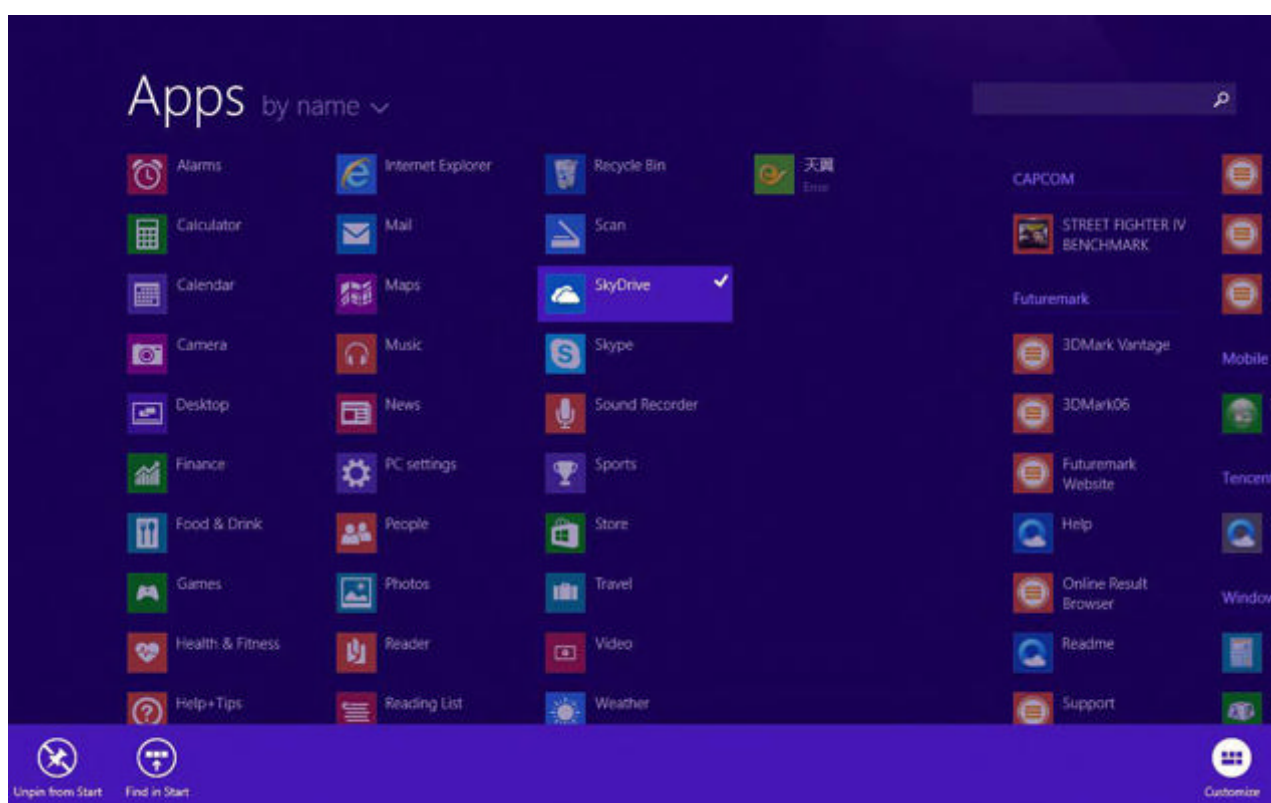 Apps by name
Alarms
Calculator
Calendar
Camera
Desktop
Finance
Food & Drink
Games
Health & Fitness
Help+Tips
Internet Explorer
Mail
Maps
Music
News
PC settings
People
Photos
Reader
Reading List
Recycle Bin
Scan
SkyDrive
Skype
Sound Recorder
Sports
Store
Travel
Video
Weather
天翼
Error
CAPCOM
STREET FIGHTER IV
BENCHMARK
Futuremark
3DMark Vantage
3DMark06
Futuremark
Website
Help
Online Result
Browser
Readme
Support
Mobile
Tencent
Window
Unpin from Start
Find in Start
Customize